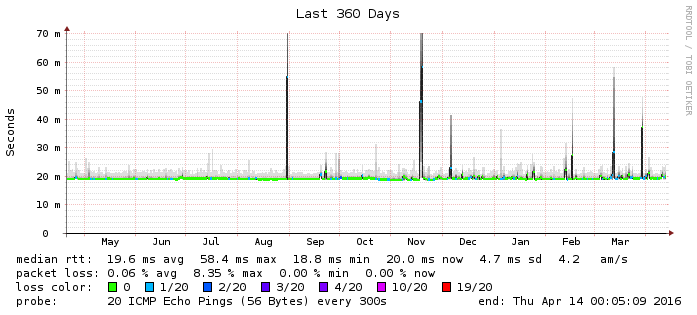 Last 360 Days
RRDTOOL / TOBI OETIKER
Seconds
70 m
60 m
50 m
40 m
30 m
20 m
10 m
0
May Jun Jul Aug Sep Oct Nov Dec Jan Feb Mar
median rtt: 19.6 ms avg 58.4 ms max 18.8 ms min 20.0 ms now 4.7 ms sd 4.2 am/s
packet loss: 0.06 % avg 8.35 % max 0.00 % min 0.00 % now
loss color: 0 1/20 2/20 3/20 4/20 10/20 19/20
probe: 20 ICMP Echo Pings (56 Bytes) every 300s end: Thu Apr 14 00:05:09 2016